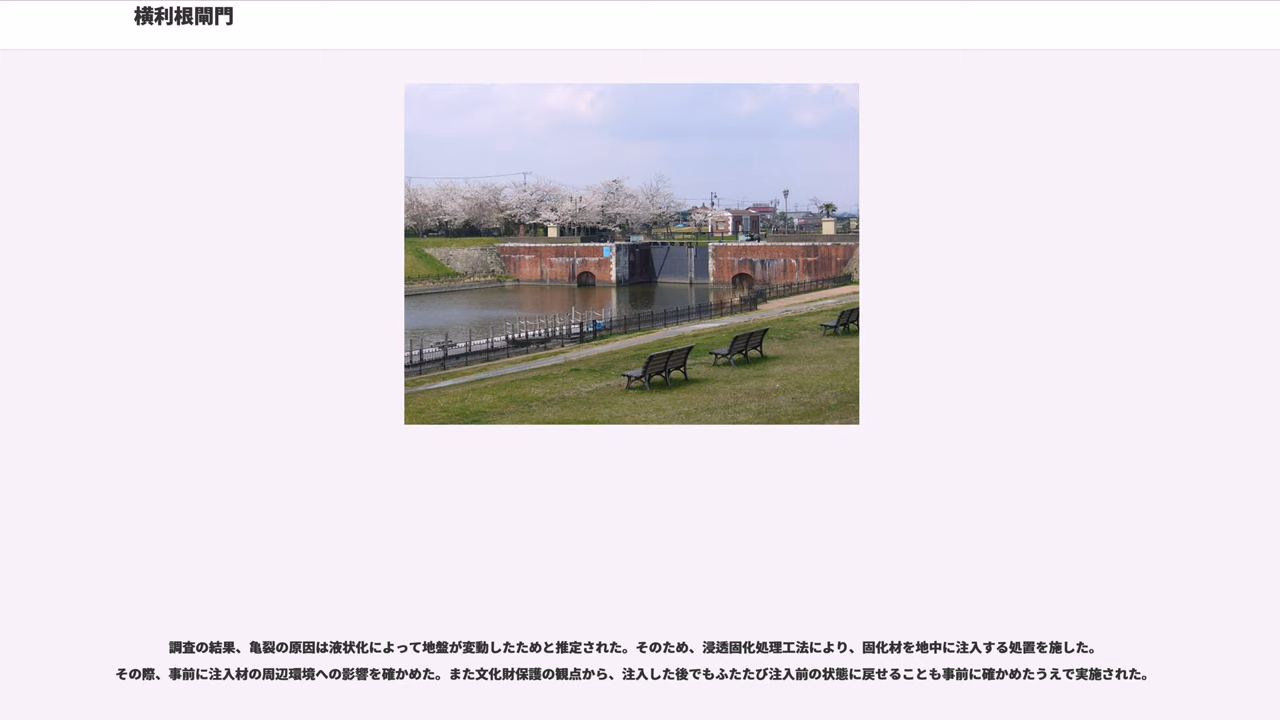 横利根閘門
調査の結果、亀裂の原因は液状化によって地盤が変動したためと推定された。そのため、浸透固化処理工法により、固化材を地中に注入する処置を施した。
その際、事前に注入材の周辺環境への影響を確かめた。また文化財保護の観点から、注入した後でもふたたび注入前の状態に戻せることも事前に確かめたうえで実施された。